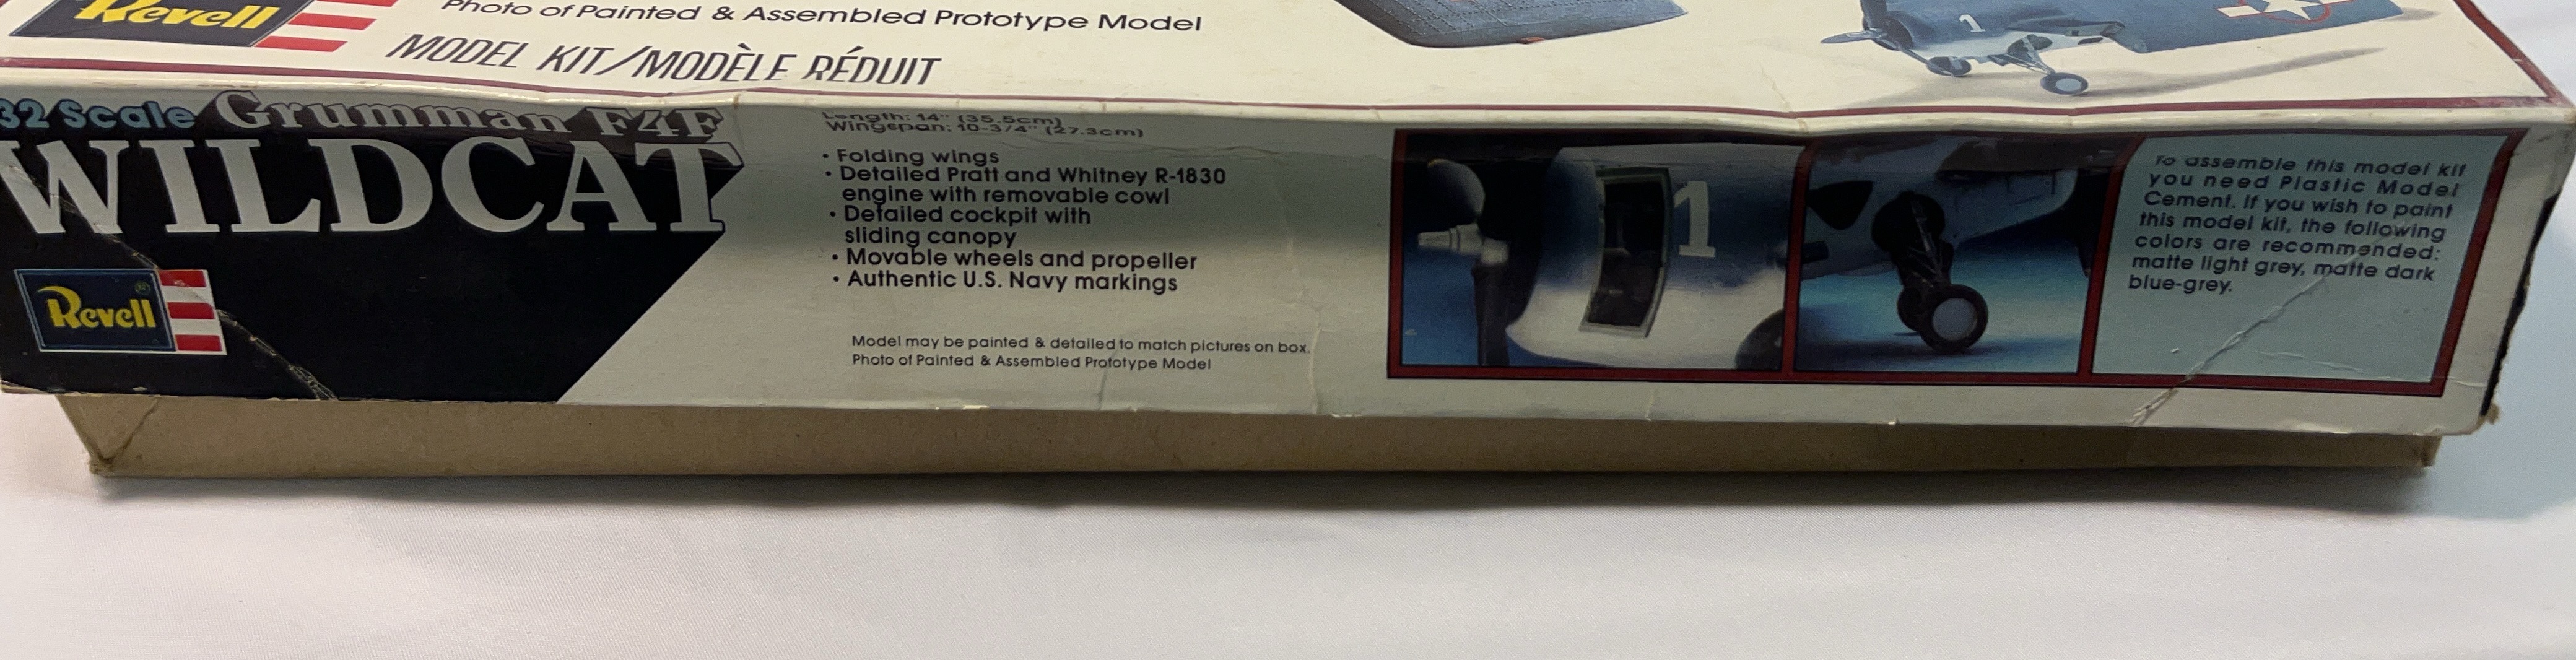 Revell
Photo of Painted & Assembled Prototype Model
MODEL KIT/MODÈLE RÉDUIT
1
32 Scale Grumman F4F
WILDCAT
Revell
Length: 14" (35.5cm)
Wingspan: 10-3/4" (27.3cm)
• Folding wings
• Detailed Pratt and Whitney R-1830
engine with removable cowl
• Detailed cockpit with
sliding canopy
• Movable wheels and propeller
• Authentic U.S. Navy markings
Model may be painted & detailed to match pictures on box.
Photo of Painted & Assembled Prototype Model
1
To assemble this model kit
you need Plastic Model
Cement. If you wish to paint
this model kit, the following
colors are recommended:
matte light grey, matte dark
blue-grey.